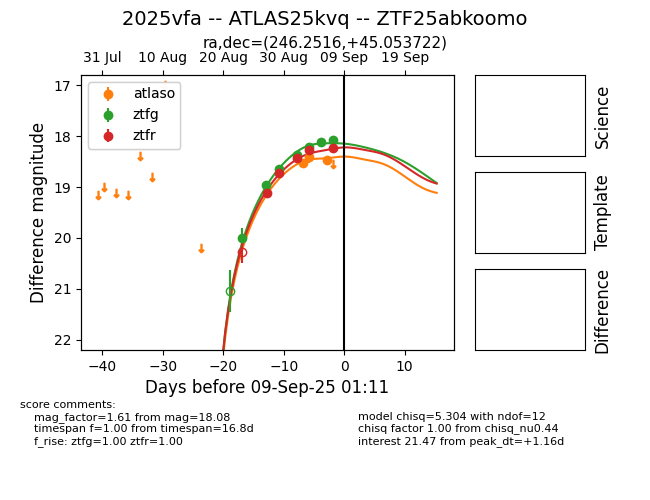 2025vfa -- ATLAS25kvq -- ZTF25abkoomo
ra,dec=(246.2516,+45.053722)
31 Jul 10 Aug 20 Aug 30 Aug 09 Sep 19 Sep
atlaso
ztfg
ztfr
17
18
19
20
21
22
Difference magnitude
−40 −30 −20 −10 0 10
Days before 09-Sep-25 01:11
Science
Template
Difference
score comments:
mag_factor=1.61 from mag=18.08
timespan f=1.00 from timespan=16.8d
f_rise: ztfg=1.00 ztfr=1.00
model chisq=5.304 with ndof=12
chisq factor 1.00 from chisq_nu0.44
interest 21.47 from peak_dt=+1.16d